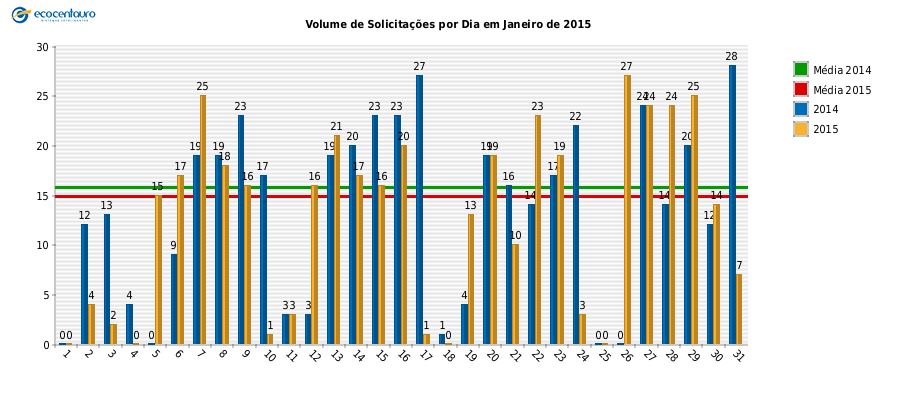 ecocentauro
Volume de Solicitações por Dia em Janeiro de 2015
30
25
20
15
10
5
0
0 0 12 4 13 2 4 0 0 15 9 17 19 25 19 18 23 16 17 1 3 3 3 16 19 21 20 17 23 16 23 20 27 1 1 0 4 13 19 19 16 10 14 23 17 19 22 3 0 0 0 27 24 24 14 24 20 25 12 14 28 7
1 2 3 4 5 6 7 8 9 10 11 12 13 14 15 16 17 18 19 20 21 22 23 24 25 26 27 28 29 30 31
Média 2014
Média 2015
2014
2015